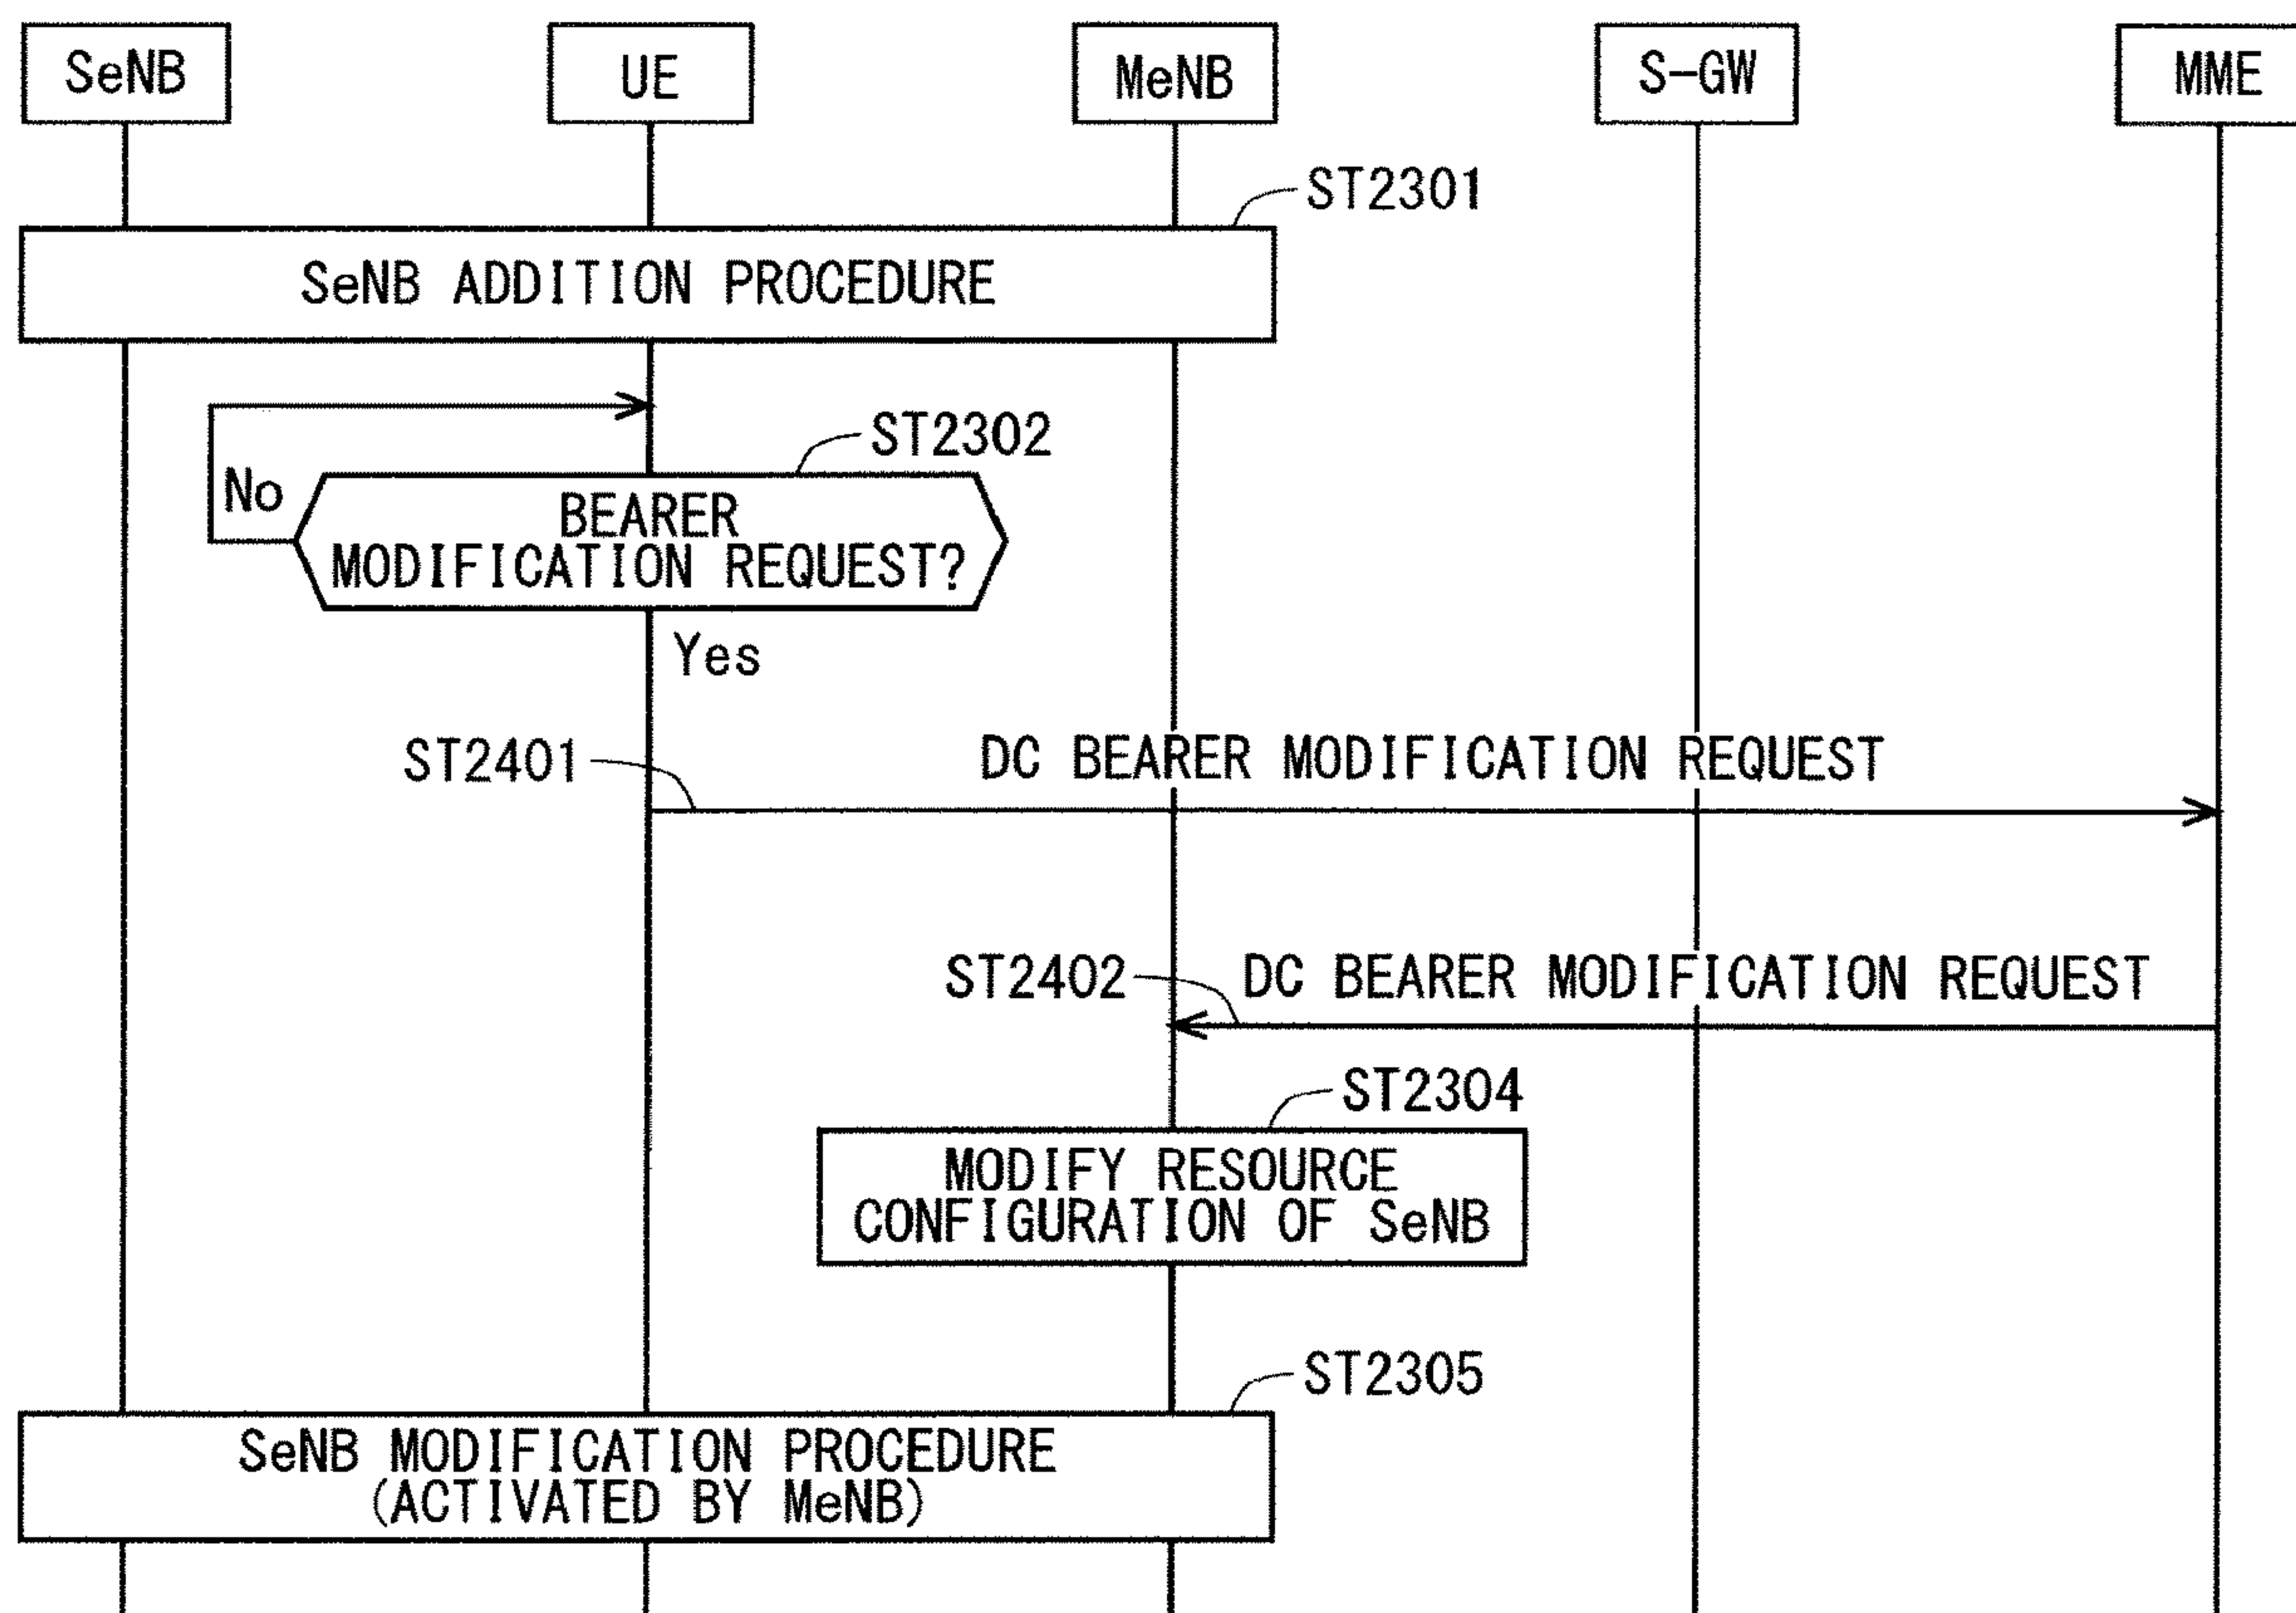 SeNB
UE
MeNB
S-GW
MME
ST2301
SeNB ADDITION PROCEDURE
ST2302
No
BEARER
MODIFICATION REQUEST?
Yes
ST2401
DC BEARER MODIFICATION REQUEST
ST2402
DC BEARER MODIFICATION REQUEST
ST2304
MODIFY RESOURCE
CONFIGURATION OF SeNB
ST2305
SeNB MODIFICATION PROCEDURE
(ACTIVATED BY MeNB)